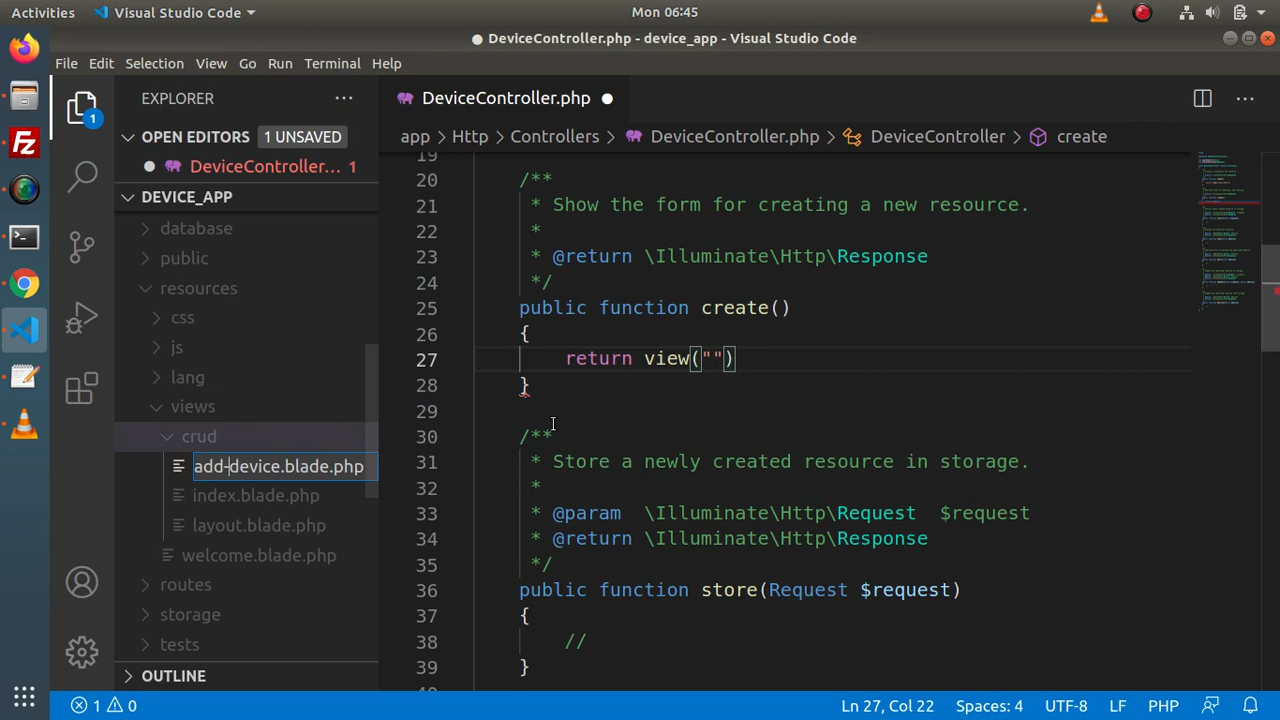 Activities Visual Studio Code Mon 06:45
DeviceController.php - device_app - Visual Studio Code
File Edit Selection View Go Run Terminal Help
EXPLORER
1
OPEN EDITORS 1 UNSAVED
DeviceController... 1
DEVICE_APP
database
public
resources
css
js
lang
views
crud
add-device.blade.php
index.blade.php
layout.blade.php
welcome.blade.php
routes
storage
tests
OUTLINE
DeviceController.php
app > Http > Controllers > DeviceController.php > DeviceController > create
19
20 /**
21 * Show the form for creating a new resource.
22 *
23 * @return \Illuminate\Http\Response
24 */
25 public function create()
26 {
27 return view("")
28 }
29
30 /**
31 * Store a newly created resource in storage.
32 *
33 * @param \Illuminate\Http\Request $request
34 * @return \Illuminate\Http\Response
35 */
36 public function store(Request $request)
37 {
38 //
39 }
1 0 Ln 27, Col 22 Spaces: 4 UTF-8 LF PHP